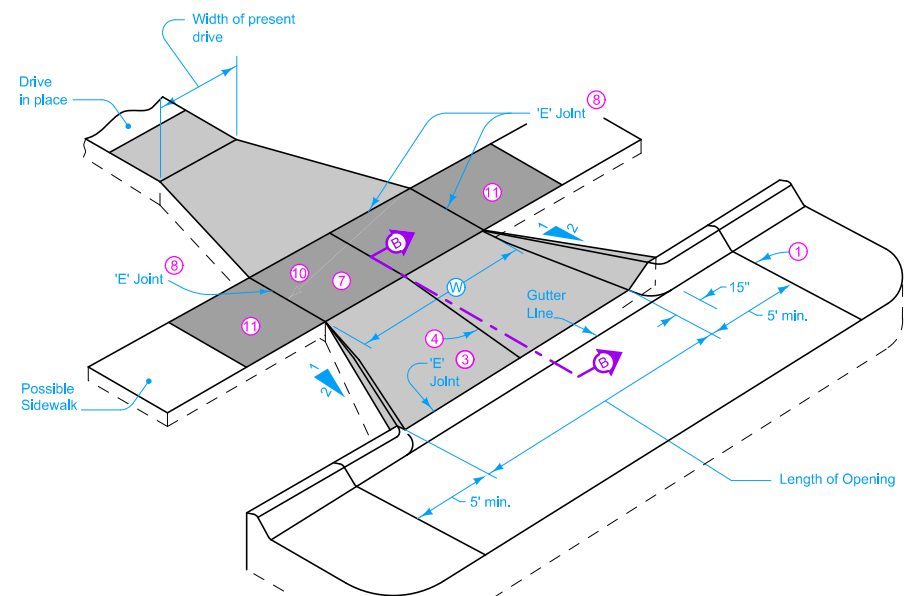 Width of present
drive
Drive
in place
'E' Joint 8
11
1
2
B
8
'E' Joint
10
7
W
1
15"
11
Gutter
Line
5' min.
4
3
'E'
Joint
B
1
2
Possible
Sidewalk
5' min.
Length of Opening